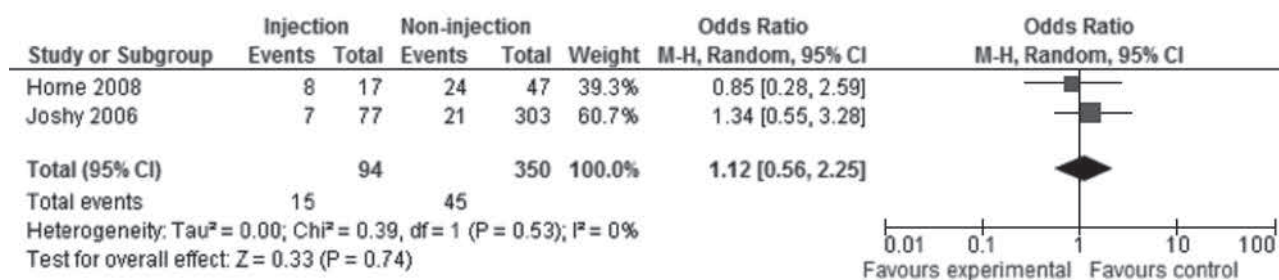 Injection Non-injection Odds Ratio Odds Ratio
Study or Subgroup Events Total Events Total Weight M-H, Random, 95% CI M-H, Random, 95% CI
Horne 2008 8 17 24 47 39.3% 0.85 [0.28, 2.59]
Joshy 2006 7 77 21 303 60.7% 1.34 [0.55, 3.28]
Total (95% CI) 94 350 100.0% 1.12 [0.56, 2.25]
Total events 15 45
Heterogeneity: Tau² = 0.00; Chi² = 0.39, df = 1 (P = 0.53); I² = 0%
Test for overall effect: Z = 0.33 (P = 0.74)
0.01 0.1 1 10 100
Favours experimental Favours control